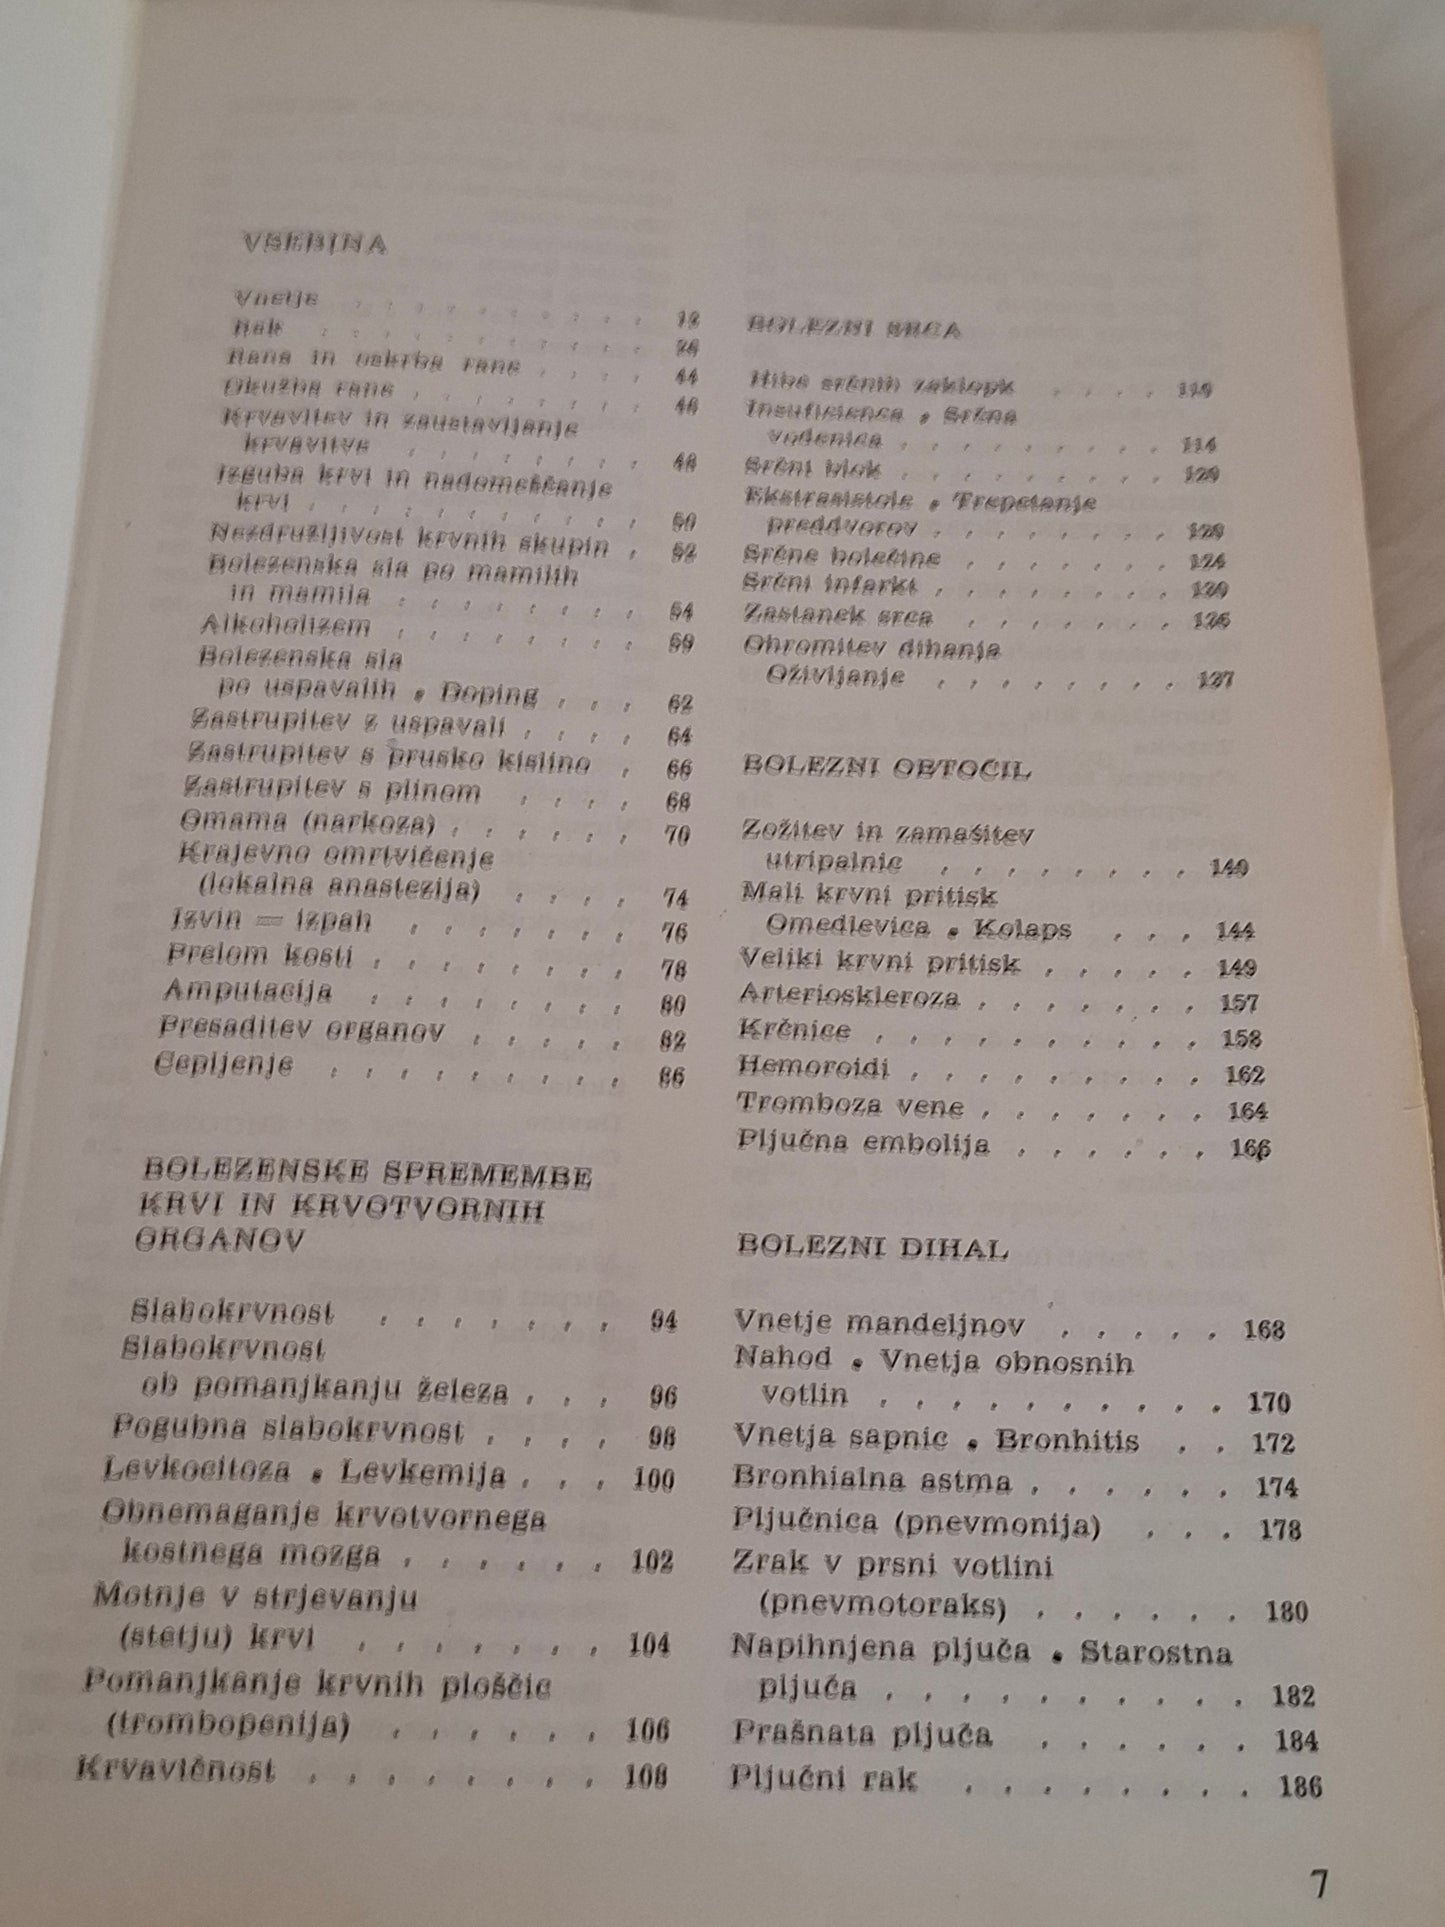 VSEBINA
Vnetje . . . . . . . . . . 12
Rak . . . . . . . . . . . 26
Rana in oskrba rane . . . . 44
Okužba rane . . . . . . . . 46
Krvavitev in zaustavljanje
krvavitve . . . . . . . . 48
Izguba krvi in nadomeščanje
krvi . . . . . . . . . . . 50
Nezdružljivost krvnih skupin . 52
Bolezenska sla po mamilih
in mamila . . . . . . . . 54
Alkoholizem . . . . . . . . 59
Bolezenska sla
po uspavalih • Doping . . . 62
Zastrupitev z uspavali . . . . 64
Zastrupitev s prusko kislino . 66
Zastrupitev s plinom . . . . 68
Omama (narkoza) . . . . . . 70
Krajevno omrtvičenje
(lokalna anastezija) . . . . 74
Izvin — izpah . . . . . . . 76
Prelom kosti . . . . . . . . 78
Amputacija . . . . . . . . 80
Presaditev organov . . . . . 82
Cepljenje . . . . . . . . . 86
BOLEZENSKE SPREMEMBE
KRVI IN KRVOTVORNIH
ORGANOV
Slabokrvnost . . . . . . . 94
Slabokrvnost
ob pomanjkanju železa . . . 96
Pogubna slabokrvnost . . . . 98
Levkocitoza • Levkemija . . . 100
Obnemaganje krvotvornega
kostnega mozga . . . . . . 102
Motnje v strjevanju
(stetju) krvi . . . . . . . 104
Pomanjkanje krvnih ploščic
(trombopenija) . . . . . . 106
Krvavičnost . . . . . . . . 108
BOLEZNI SRCA
Hibe srčnih zaklopk . . . . 110
Insuficienca • Srčna
vodenica . . . . . . . . . 114
Srčni blok . . . . . . . . . 120
Ekstrasistole • Trepetanje
preddvorov . . . . . . . .
Srčne bolečine . . . . . . . 124
Srčni infarkt . . . . . . . . 130
Zastanek srca . . . . . . . 136
Ohromitev dihanja
Oživljanje . . . . . . . . 137
BOLEZNI OBTOČIL
Zožitev in zamašitev
utripalnic . . . . . . . . 140
Mali krvni pritisk
Omedlevica • Kolaps . . . 144
Veliki krvni pritisk . . . . . 149
Arterioskleroza . . . . . . . 157
Krčnice . . . . . . . . . . 158
Hemoroidi . . . . . . . . . 162
Tromboza vene . . . . . . . 164
Pljučna embolija . . . . . . 166
BOLEZNI DIHAL
Vnetje mandeljnov . . . . . 168
Nahod • Vnetja obnosnih
votlin . . . . . . . . . . 170
Vnetja sapnic • Bronhitis . . 172
Bronhialna astma . . . . . . 174
Pljučnica (pnevmonija) . . . 178
Zrak v prsni votlini
(pnevmotoraks) . . . . . . 180
Napihnjena pljuča • Starostna
pljuča . . . . . . . . . . 182
Prašnata pljuča . . . . . . 184
Pljučni rak . . . . . . . . 186
7